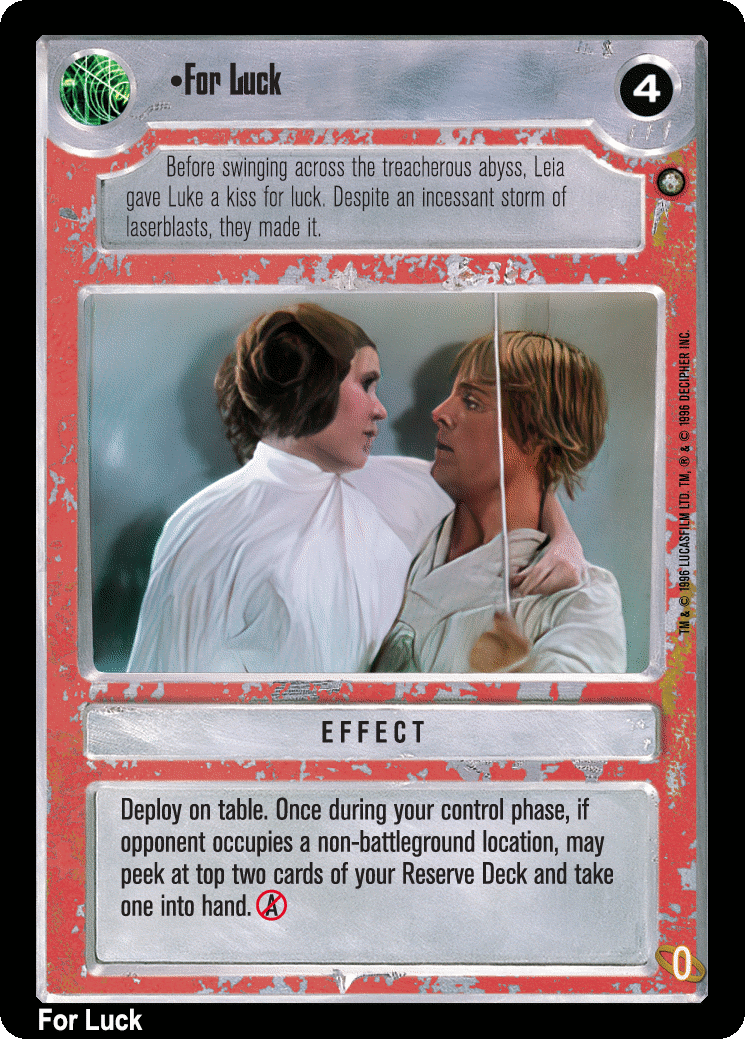 •For Luck
4
Before swinging across the treacherous abyss, Leia
gave Luke a kiss for luck. Despite an incessant storm of
laserblasts, they made it.
TM & © 1996 LUCASFILM LTD. TM, ® & © 1996 DECIPHER INC.
EFFECT
Deploy on table. Once during your control phase, if
opponent occupies a non-battleground location, may
peek at top two cards of your Reserve Deck and take
one into hand. A
0
For Luck